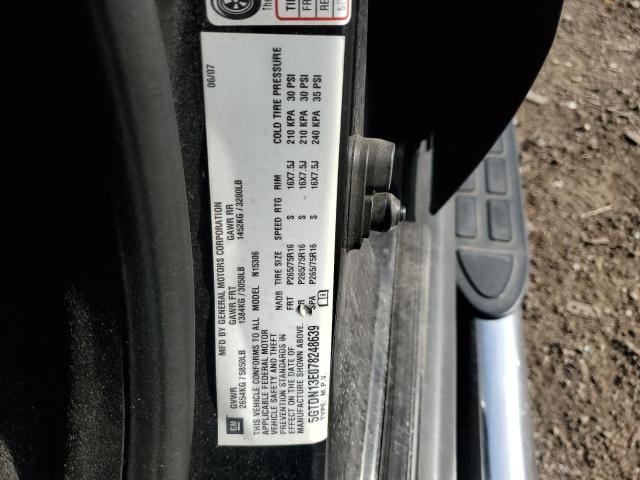 GM
MFD BY GENERAL MOTORS CORPORATION
06/07
GVWR GAWR FRT GAWR RR
2654KG / 5850LB 1384KG / 3050LB 1452KG / 3200LB
THIS VEHICLE CONFORMS TO ALL
APPLICABLE FEDERAL MOTOR
VEHICLE SAFETY AND THEFT
PREVENTION STANDARDS IN
EFFECT ON THE DATE OF
MANUFACTURE SHOWN ABOVE.
5GTDN13E078248639
TYPE: M.P.V.
MODEL N15306
NADB TIRE SIZE SPEED RTG RIM COLD TIRE PRESSURE
FRT P265/75R16 S 16X7.5J 210 KPA 30 PSI
P265/75R16 S 16X7.5J 210 KPA 30 PSI
P265/75R16 S 16X7.5J 240 KPA 35 PSI